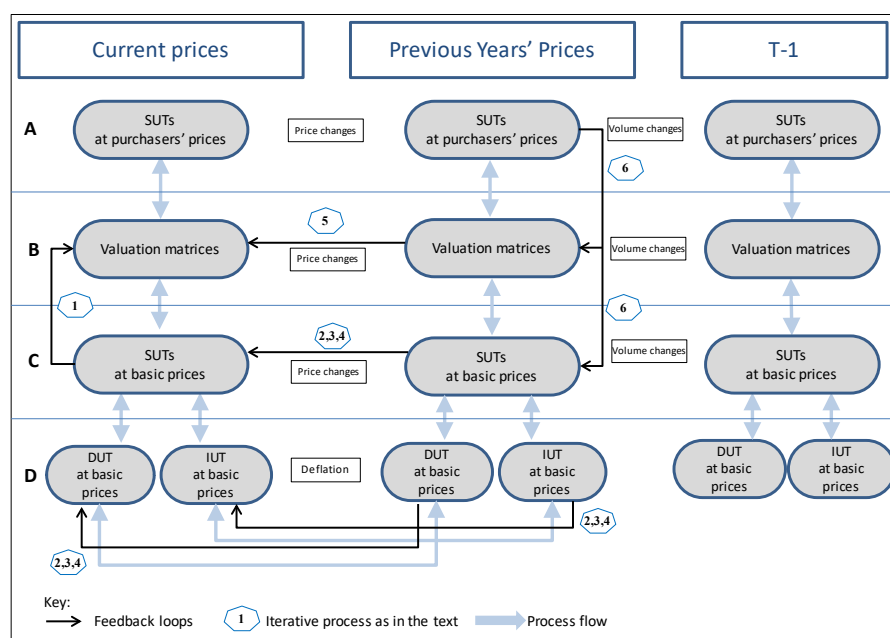 Current prices
Previous Years' Prices
T-1
A
SUTs
at purchasers' prices
Price changes
SUTs
at purchasers' prices
Volume changes
SUTs
at purchasers' prices
6
B
Valuation matrices
5
Price changes
Valuation matrices
Volume changes
Valuation matrices
1
6
C
SUTs
at basic prices
2,3,4
Price changes
SUTs
at basic prices
Volume changes
SUTs
at basic prices
D
DUT
at basic
prices
IUT
at basic
prices
Deflation
DUT
at basic
prices
IUT
at basic
prices
DUT
at basic
prices
IUT
at basic
prices
2,3,4
2,3,4
Key:
Feedback loops
1
Iterative process as in the text
Process flow